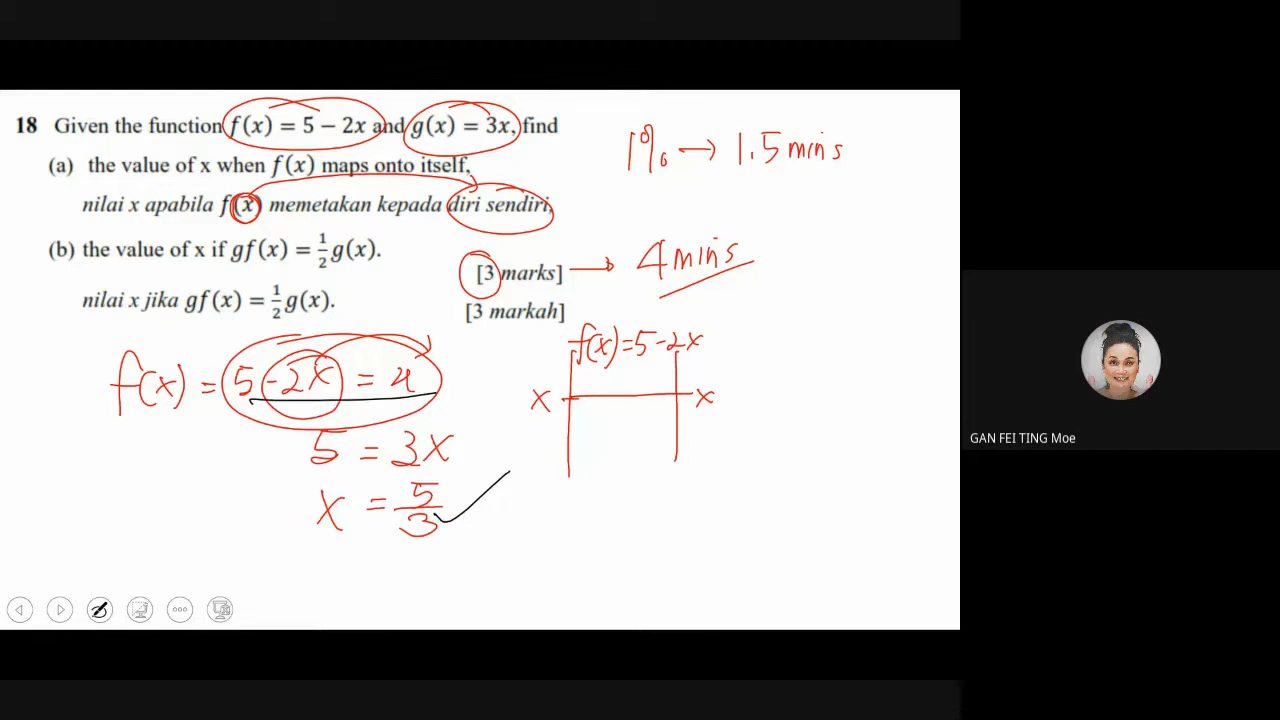 18 Given the function f(x) = 5 − 2x and g(x) = 3x, find
(a) the value of x when f(x) maps onto itself,
nilai x apabila f(x) memetakan kepada diri sendiri,
(b) the value of x if gf(x) = 1/2 g(x).
[3 marks]
nilai x jika gf(x) = 1/2 g(x).
[3 markah]
1% → 1.5 mins
→ 4 mins
f(x) = 5 - 2x = x
5 = 3x
x = 5/3
f(x) = 5 - 2x
x x
GAN FEI TING Moe